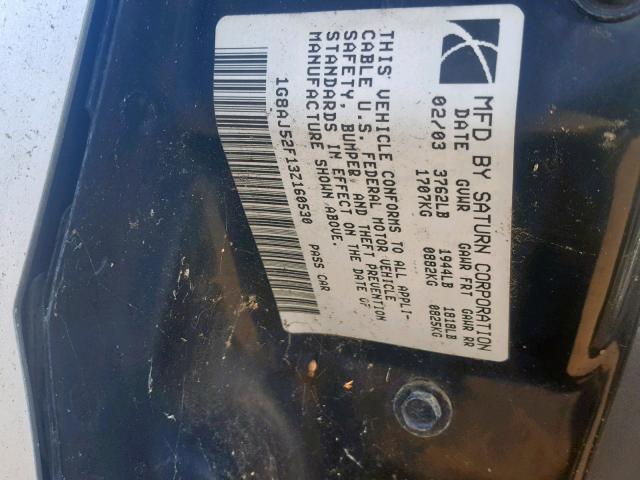 MFD BY SATURN CORPORATION
DATE GVWR GAWR FRT GAWR RR
02/03 3762LB 1944LB 1818LB
1707KG 0882KG 0825KG
THIS VEHICLE CONFORMS TO ALL APPLI-
CABLE U.S. FEDERAL MOTOR VEHICLE
SAFETY, BUMPER, AND THEFT PREVENTION
STANDARDS IN EFFECT ON THE DATE OF
MANUFACTURE SHOWN ABOVE.
1G8AJ52F13Z160530 PASS CAR